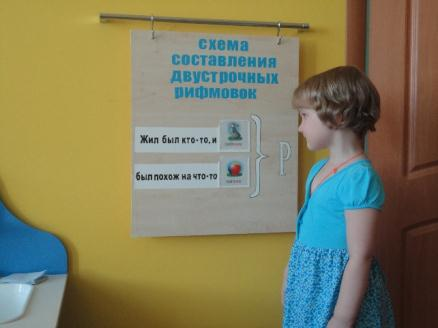 схема
составления
двустрочных
рифмовок
Жил был кто-то, и
был похож на что-то
Р